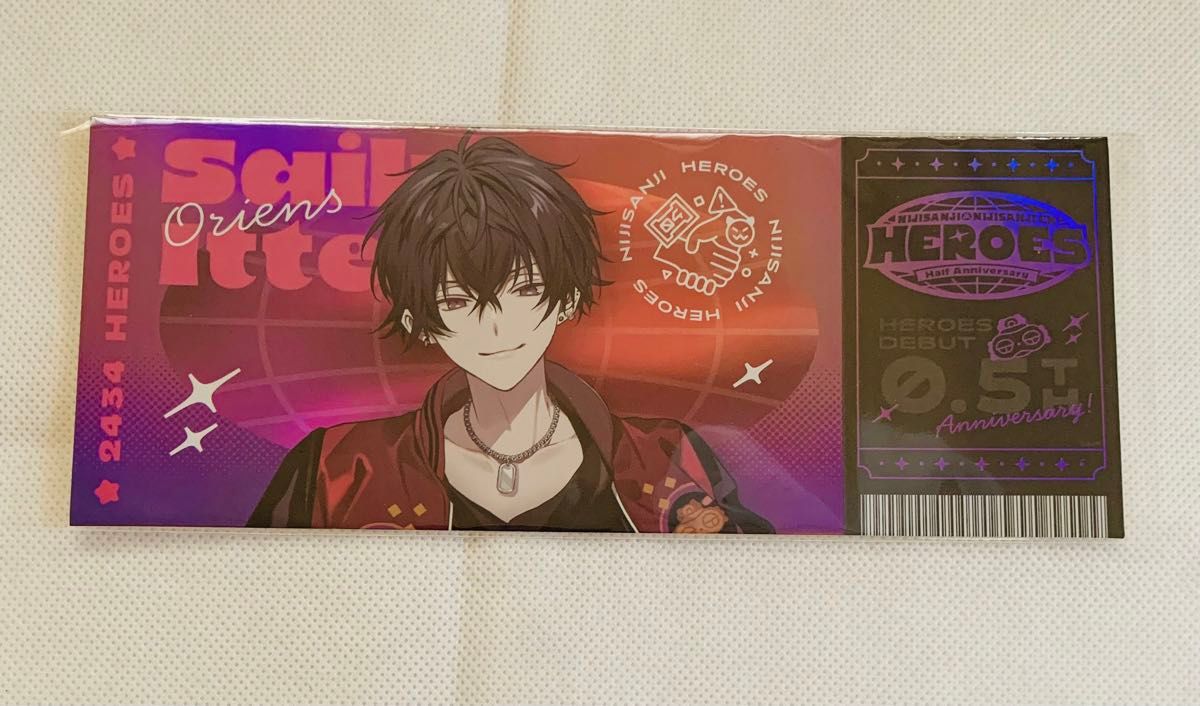 2434 HEROES
Saik
Oriens
Itte
NIJISANJI HEROES NIJISANJI HEROES
NIJISANJI NIJISANJI
HEROES
Half Anniversary
HEROES
DEBUT
0.5TH
Anniversary!